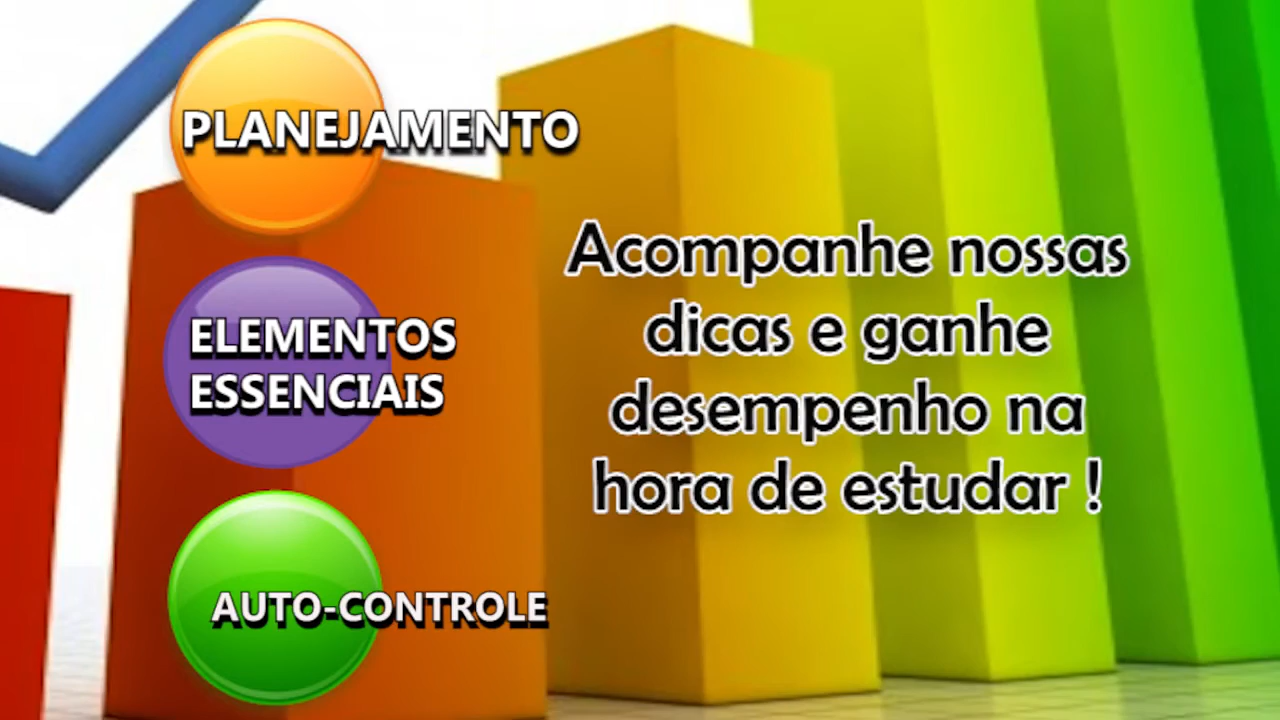 PLANEJAMENTO
ELEMENTOS
ESSENCIAIS
AUTO-CONTROLE
Acompanhe nossas
dicas e ganhe
desempenho na
hora de estudar !